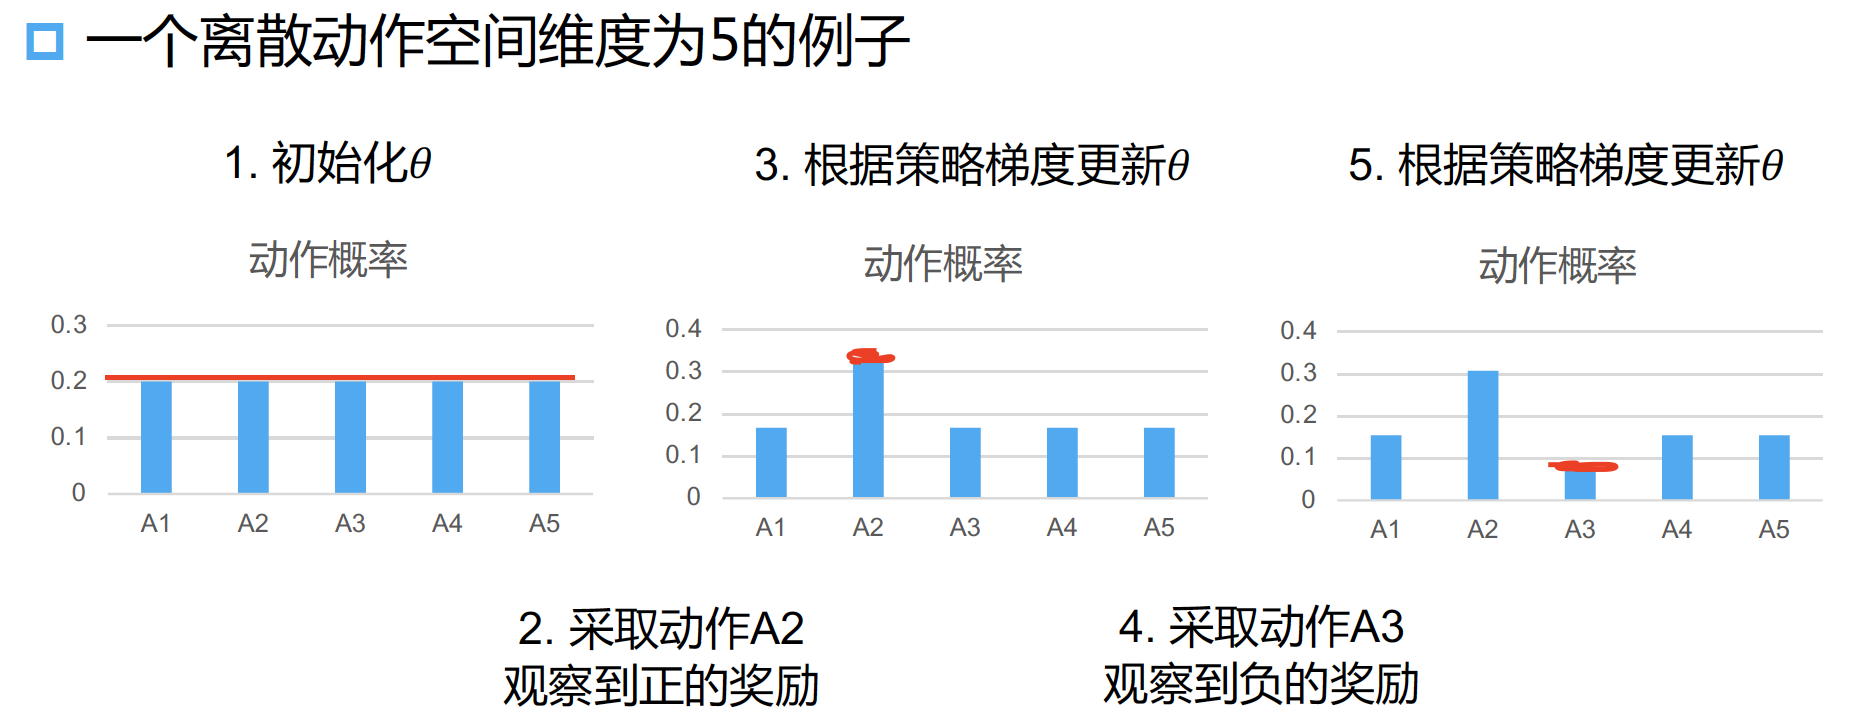 一个离散动作空间维度为5的例子
1. 初始化θ
3. 根据策略梯度更新θ
5. 根据策略梯度更新θ
动作概率
0.3
0.2
0.1
0
A1 A2 A3 A4 A5
动作概率
0.4
0.3
0.2
0.1
0
A1 A2 A3 A4 A5
动作概率
0.4
0.3
0.2
0.1
0
A1 A2 A3 A4 A5
2. 采取动作A2
观察到正的奖励
4. 采取动作A3
观察到负的奖励